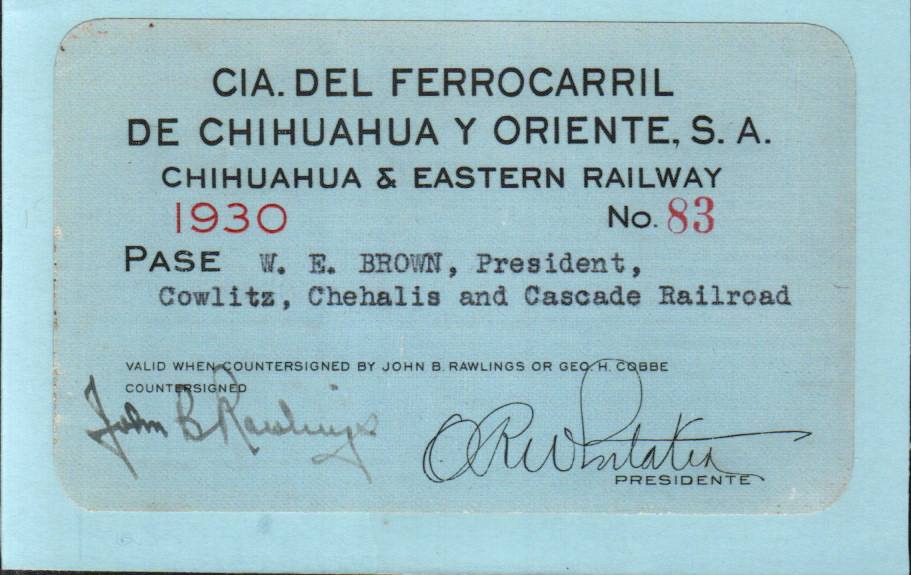 CIA. DEL FERROCARRIL
DE CHIHUAHUA Y ORIENTE, S. A.
CHIHUAHUA & EASTERN RAILWAY
1930 No. 83
PASE W. E. BROWN, President,
Cowlitz, Chehalis and Cascade Railroad
VALID WHEN COUNTERSIGNED BY JOHN B. RAWLINGS OR GEO. H. COBBE
COUNTERSIGNED
John B Rawlings
PRESIDENTE